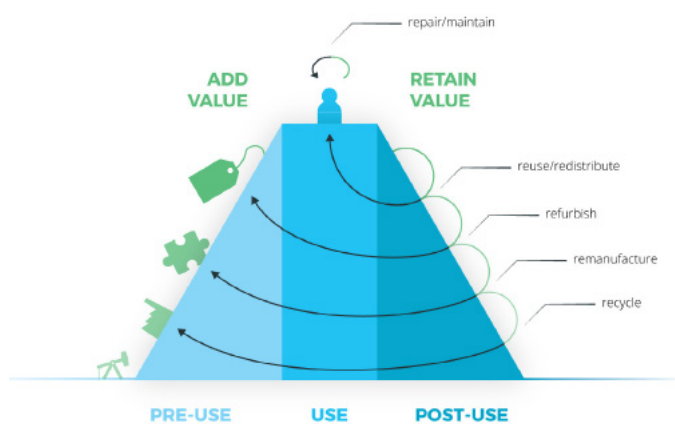 repair/maintain
ADD
VALUE
RETAIN
VALUE
reuse/redistribute
refurbish
remanufacture
recycle
PRE-USE
USE
POST-USE